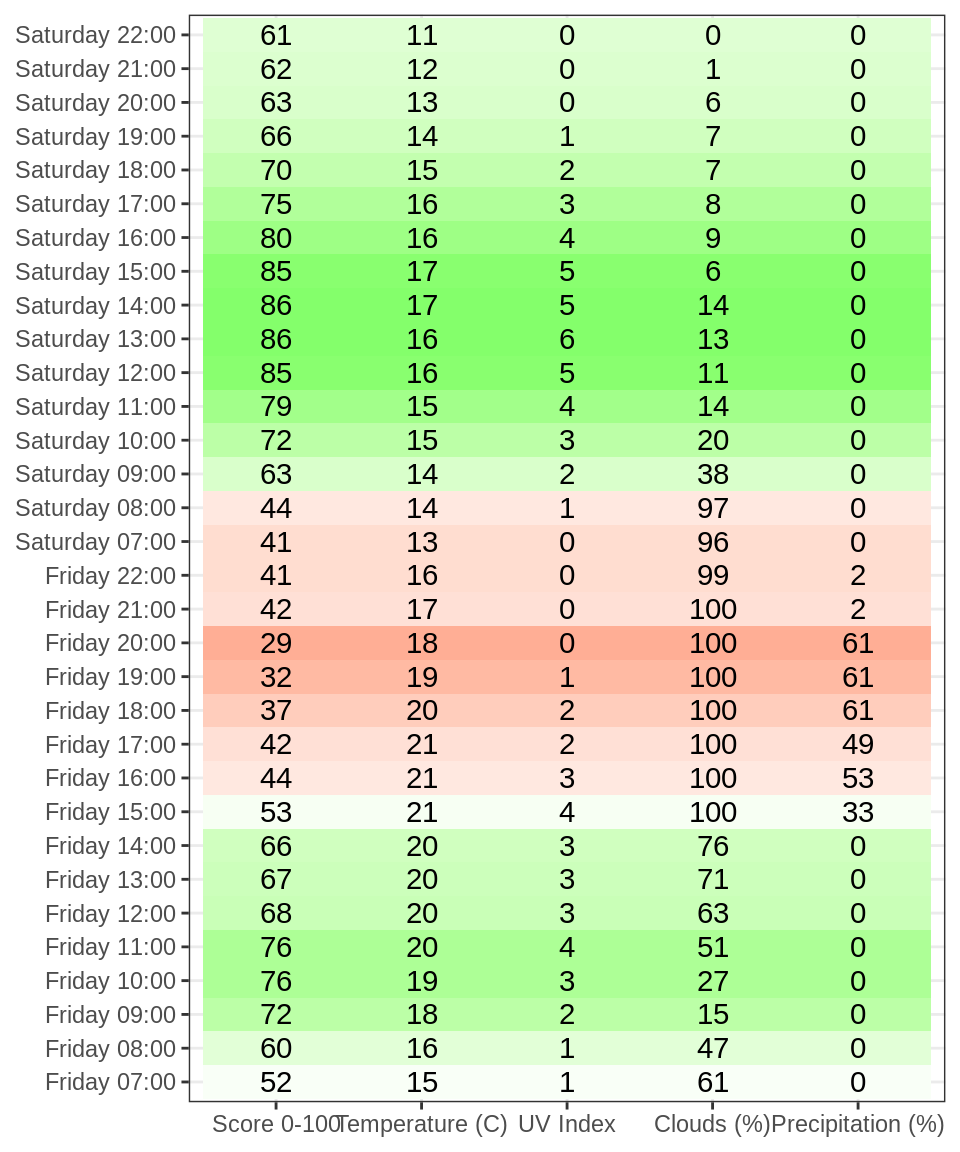 Saturday 22:00 61 11 0 0 0
Saturday 21:00 62 12 0 1 0
Saturday 20:00 63 13 0 6 0
Saturday 19:00 66 14 1 7 0
Saturday 18:00 70 15 2 7 0
Saturday 17:00 75 16 3 8 0
Saturday 16:00 80 16 4 9 0
Saturday 15:00 85 17 5 6 0
Saturday 14:00 86 17 5 14 0
Saturday 13:00 86 16 6 13 0
Saturday 12:00 85 16 5 11 0
Saturday 11:00 79 15 4 14 0
Saturday 10:00 72 15 3 20 0
Saturday 09:00 63 14 2 38 0
Saturday 08:00 44 14 1 97 0
Saturday 07:00 41 13 0 96 0
Friday 22:00 41 16 0 99 2
Friday 21:00 42 17 0 100 2
Friday 20:00 29 18 0 100 61
Friday 19:00 32 19 1 100 61
Friday 18:00 37 20 2 100 61
Friday 17:00 42 21 2 100 49
Friday 16:00 44 21 3 100 53
Friday 15:00 53 21 4 100 33
Friday 14:00 66 20 3 76 0
Friday 13:00 67 20 3 71 0
Friday 12:00 68 20 3 63 0
Friday 11:00 76 20 4 51 0
Friday 10:00 76 19 3 27 0
Friday 09:00 72 18 2 15 0
Friday 08:00 60 16 1 47 0
Friday 07:00 52 15 1 61 0
Score 0-100 Temperature (C) UV Index Clouds (%) Precipitation (%)